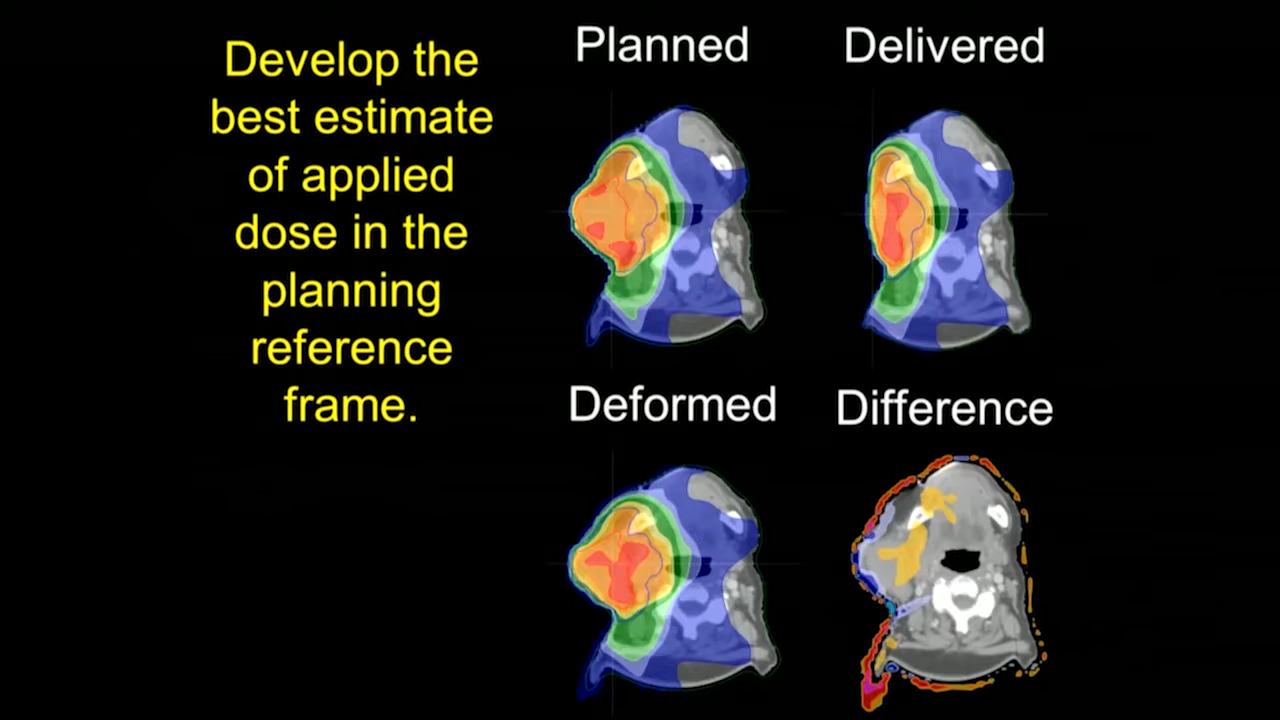 Develop the
best estimate
of applied
dose in the
planning
reference
frame.
Planned
Delivered
Deformed
Difference